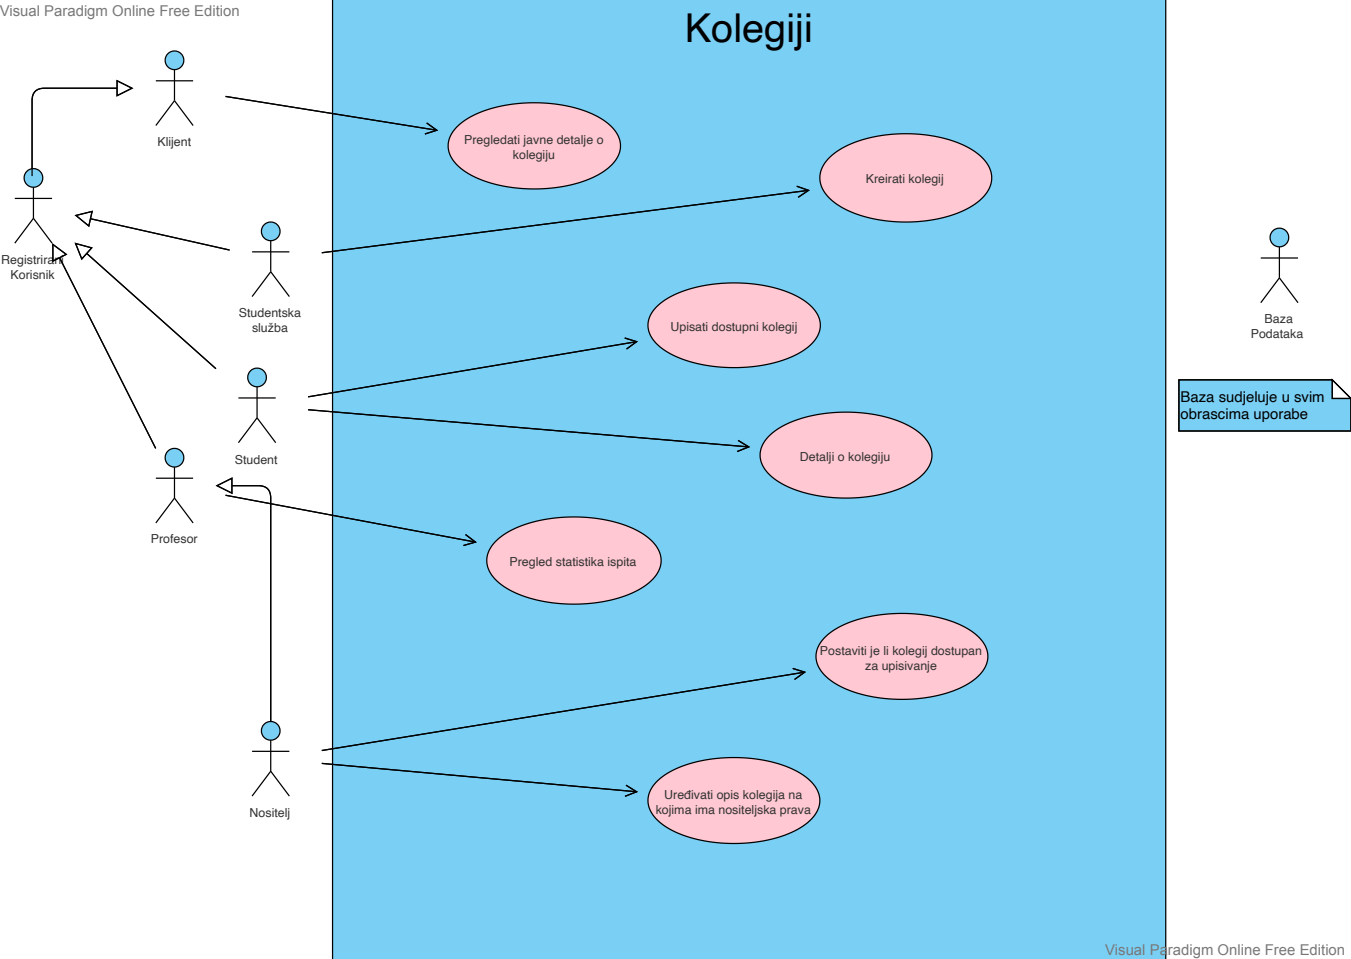 Visual Paradigm Online Free Edition
Kolegiji
Klijent
Pregledati javne detalje o
kolegiju
Kreirati kolegij
Registrirani
Korisnik
Studentska
služba
Baza
Podataka
Upisati dostupni kolegij
Baza sudjeluje u svim
obrascima uporabe
Student
Detalji o kolegiju
Profesor
Pregled statistika ispita
Postaviti je li kolegij dostupan
za upisivanje
Nositelj
Uređivati opis kolegija na
kojima ima nositeljska prava
Visual Paradigm Online Free Edition